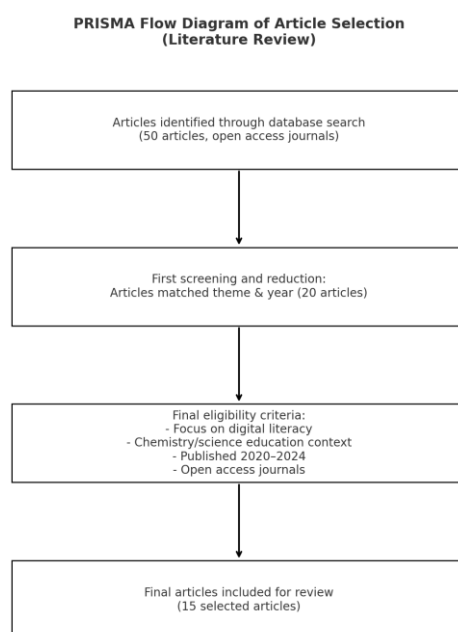 PRISMA Flow Diagram of Article Selection
(Literature Review)
Articles identified through database search
(50 articles, open access journals)
First screening and reduction:
Articles matched theme & year (20 articles)
Final eligibility criteria:
- Focus on digital literacy
- Chemistry/science education context
- Published 2020–2024
- Open access journals
Final articles included for review
(15 selected articles)